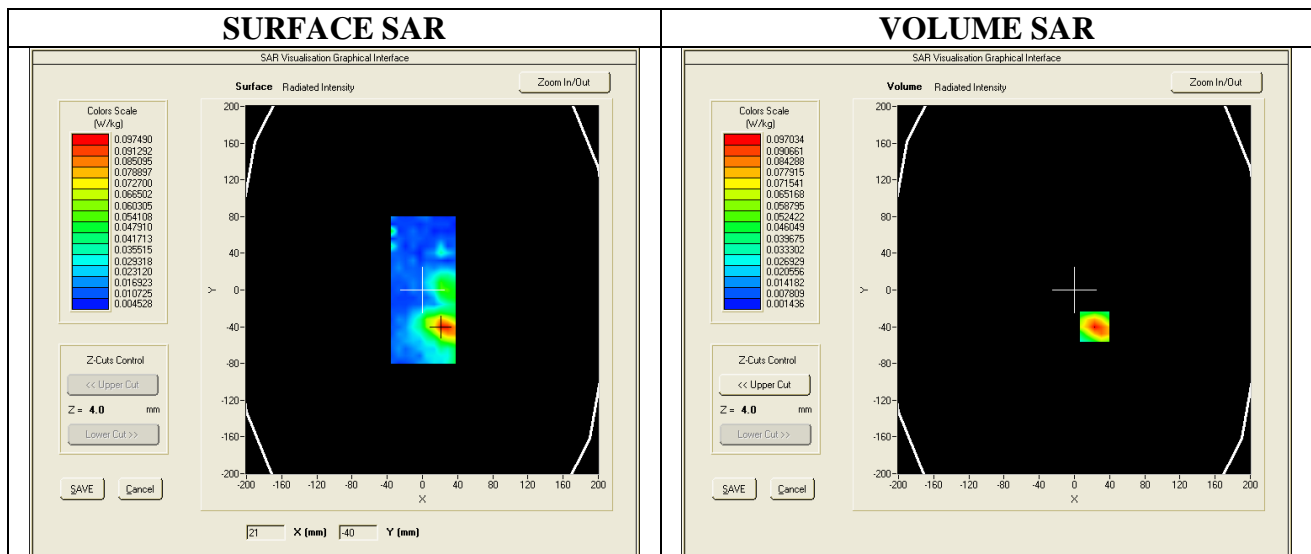 SURFACE SAR
SAR Visualisation Graphical Interface
Surface Radiated Intensity
Zoom In/Out
Colors Scale
(W/kg)
0.097490
0.091292
0.085095
0.078897
0.072700
0.066502
0.060305
0.054108
0.047910
0.041713
0.035515
0.029318
0.023120
0.016923
0.010725
0.004528
200
160
120
80
40
0
-40
-80
-120
-160
-200
Y
-200 -160 -120 -80 -40 0 40 80 120 160 200
X
Z-Cuts Control
<< Upper Cut
Z = 4.0 mm
Lower Cut >>
SAVE Cancel
21 X (mm) -40 Y (mm)
VOLUME SAR
SAR Visualisation Graphical Interface
Volume Radiated Intensity
Zoom In/Out
Colors Scale
(W/kg)
0.097034
0.090661
0.084288
0.077915
0.071541
0.065168
0.058795
0.052422
0.046049
0.039675
0.033302
0.026929
0.020556
0.014182
0.007809
0.001436
200
160
120
80
40
0
-40
-80
-120
-160
-200
Y
-200 -160 -120 -80 -40 0 40 80 120 160 200
X
Z-Cuts Control
<< Upper Cut
Z = 4.0 mm
Lower Cut >>
SAVE Cancel